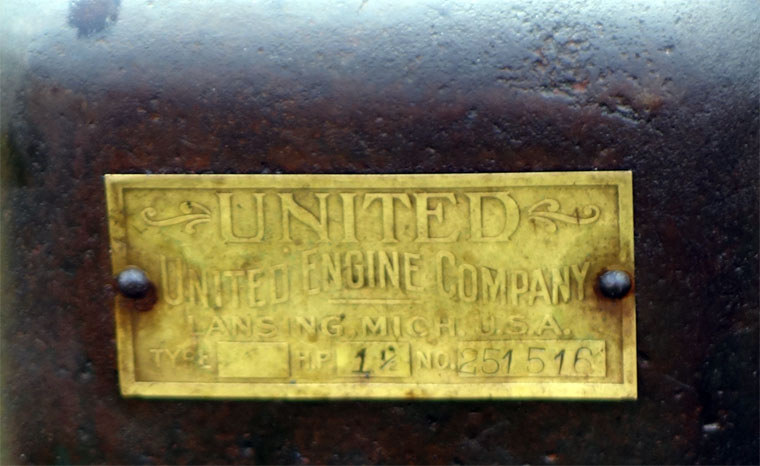 UNITED
UNITED ENGINE COMPANY
LANSING, MICH. U.S.A.
TYPE H.P. 1½ NO. 251516